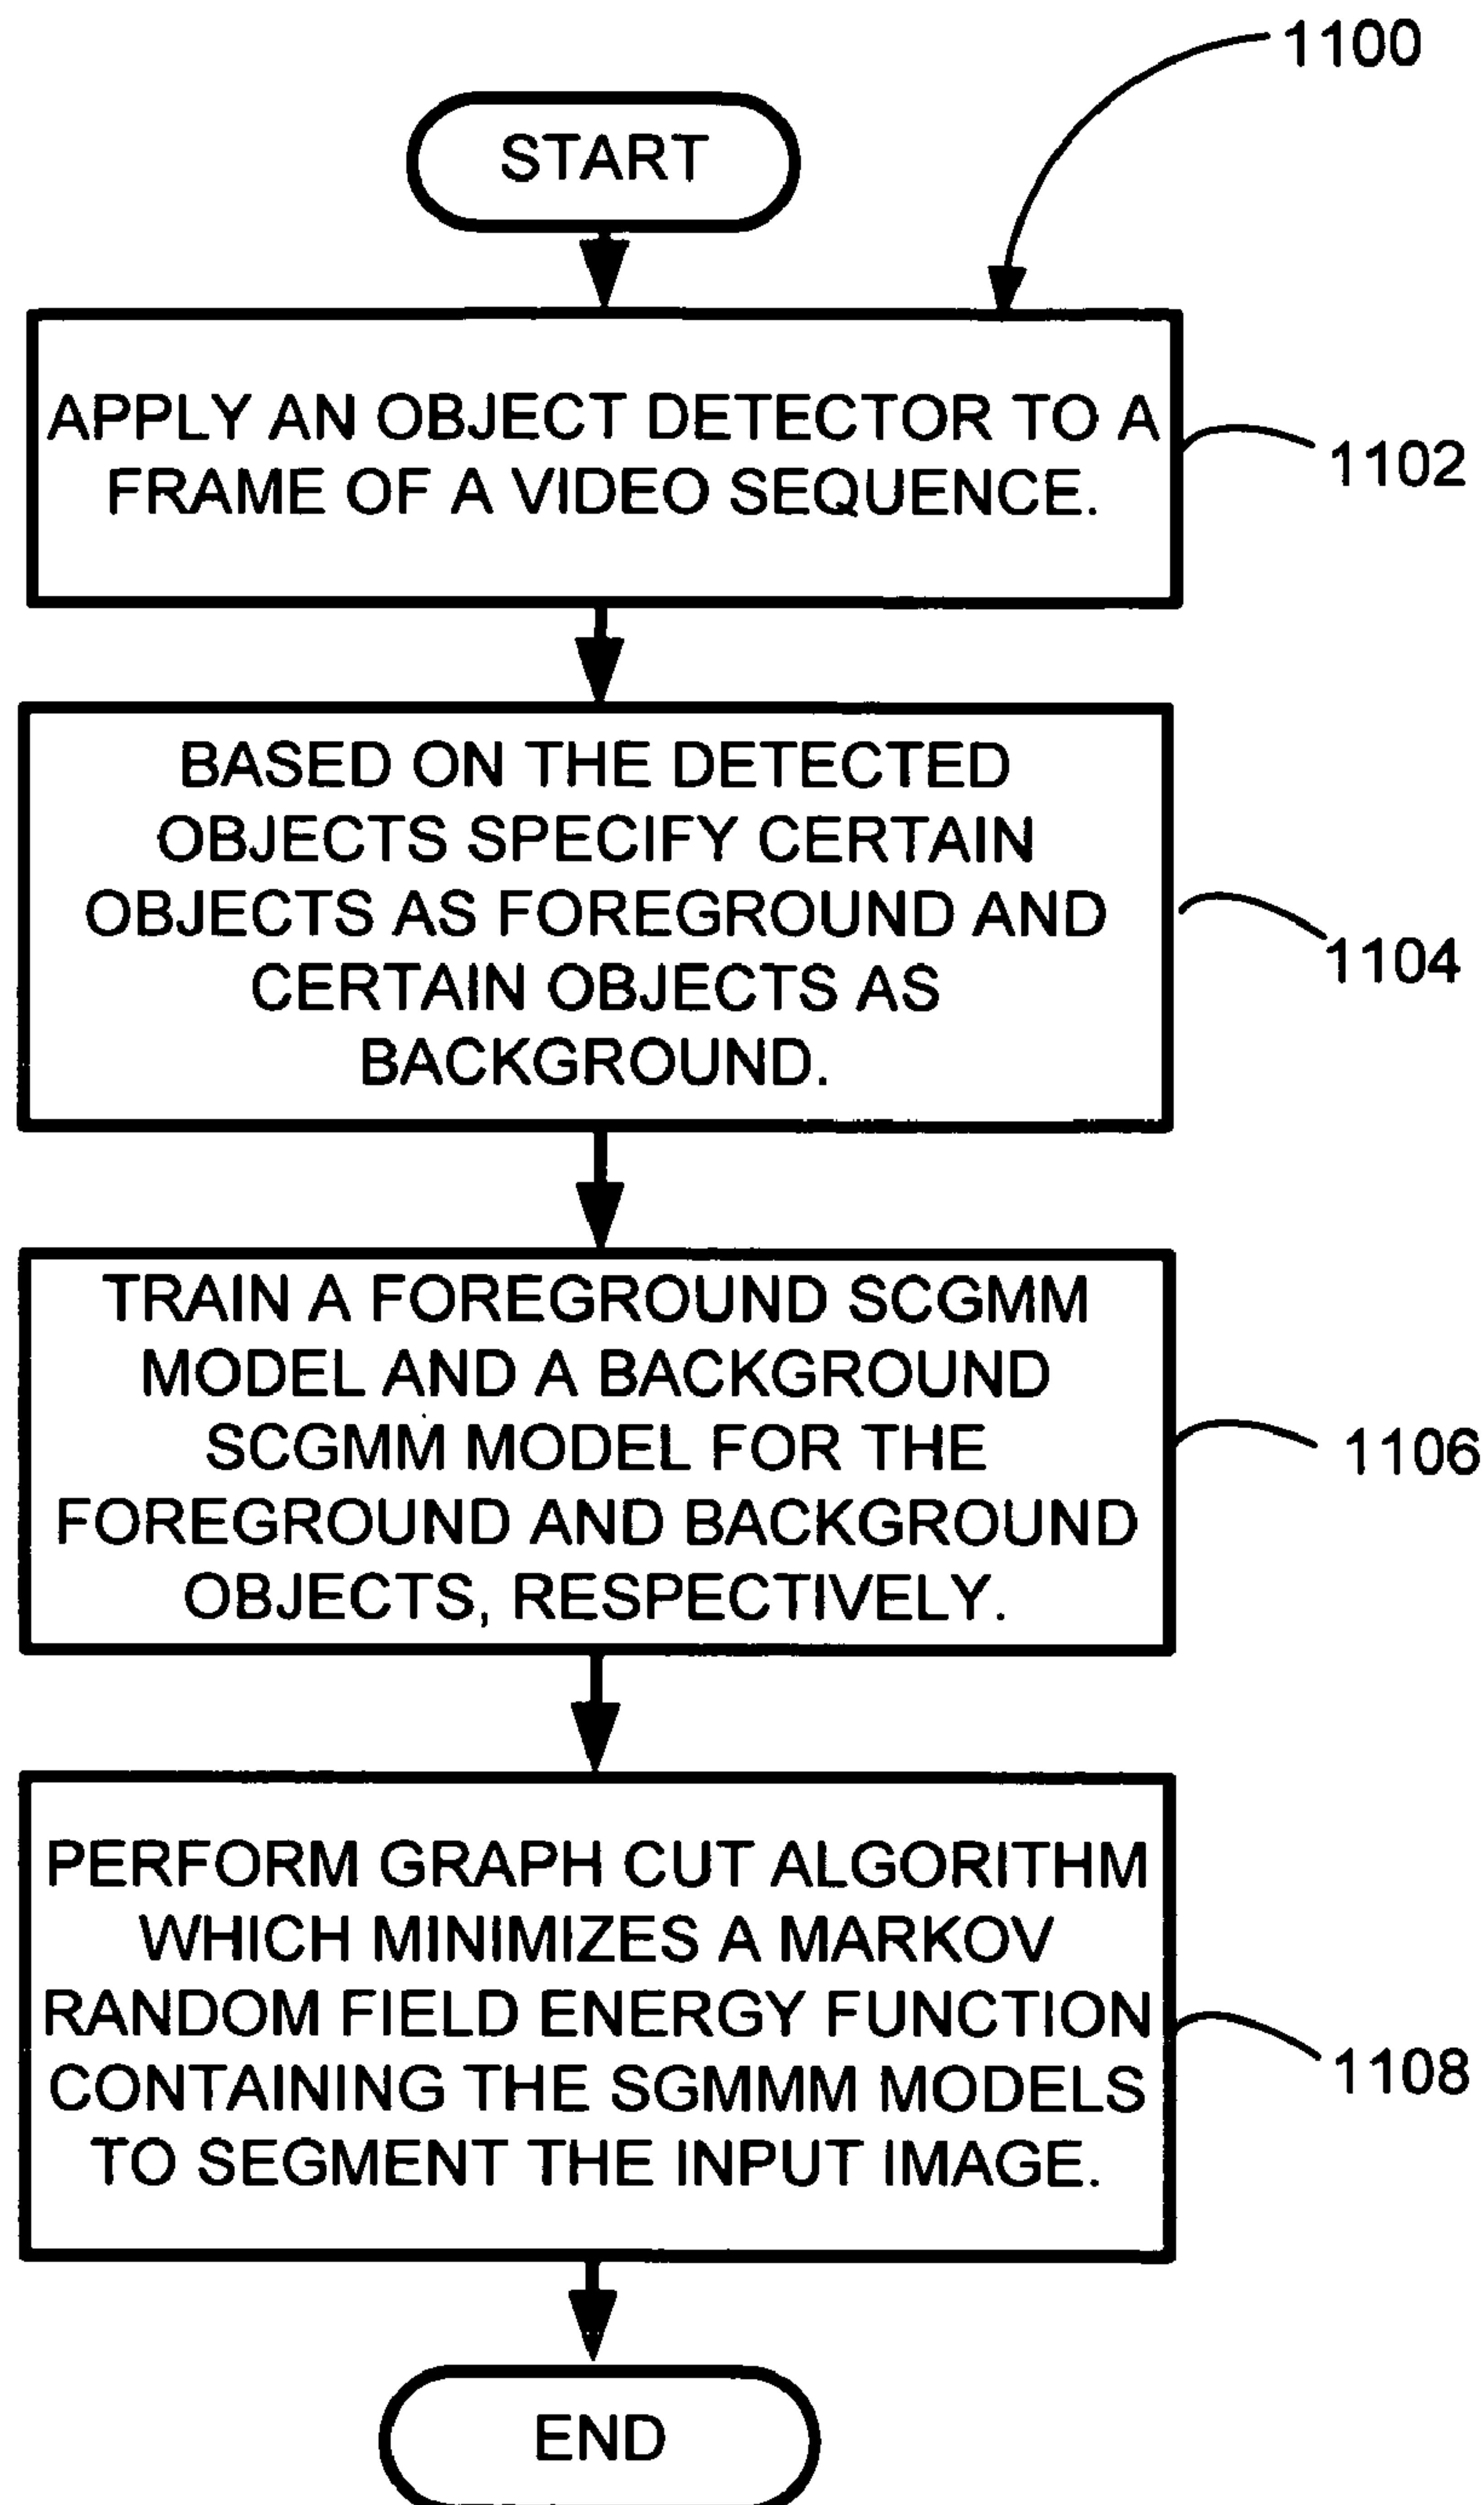 1100
START
APPLY AN OBJECT DETECTOR TO A
FRAME OF A VIDEO SEQUENCE.
1102
BASED ON THE DETECTED
OBJECTS SPECIFY CERTAIN
OBJECTS AS FOREGROUND AND
CERTAIN OBJECTS AS
BACKGROUND.
1104
TRAIN A FOREGROUND SCGMM
MODEL AND A BACKGROUND
SCGMM MODEL FOR THE
FOREGROUND AND BACKGROUND
OBJECTS, RESPECTIVELY.
1106
PERFORM GRAPH CUT ALGORITHM
WHICH MINIMIZES A MARKOV
RANDOM FIELD ENERGY FUNCTION
CONTAINING THE SGMMM MODELS
TO SEGMENT THE INPUT IMAGE.
1108
END